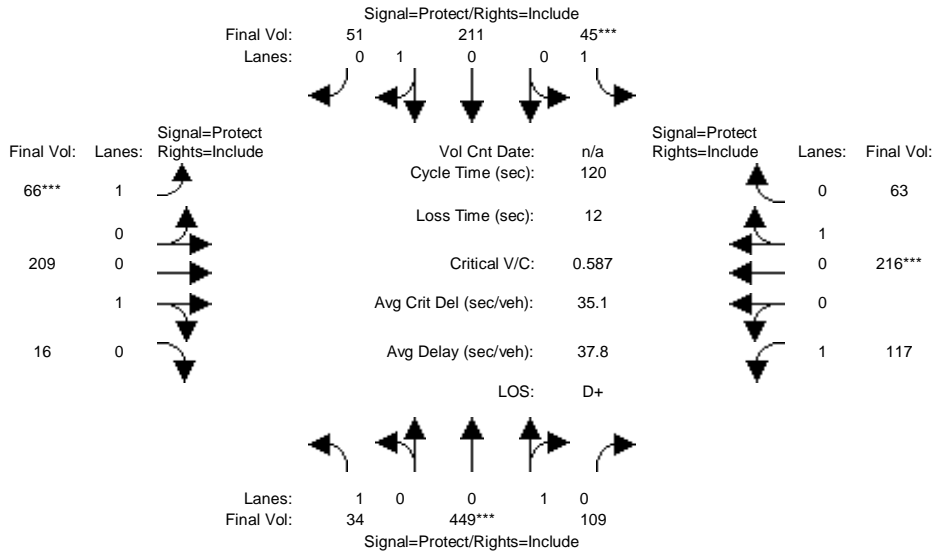 Signal=Protect/Rights=Include
Final Vol: 51 211 45***
Lanes: 0 1 0 0 1
Signal=Protect
Final Vol: Lanes: Rights=Include
Vol Cnt Date: n/a
Signal=Protect
Rights=Include Lanes: Final Vol:
Cycle Time (sec): 120
66*** 1
0 63
Loss Time (sec): 12
0
1
209 0
Critical V/C: 0.587
0 216***
1
Avg Crit Del (sec/veh): 35.1
0
16 0
Avg Delay (sec/veh): 37.8
1 117
LOS: D+
Lanes: 1 0 0 1 0
Final Vol: 34 449*** 109
Signal=Protect/Rights=Include